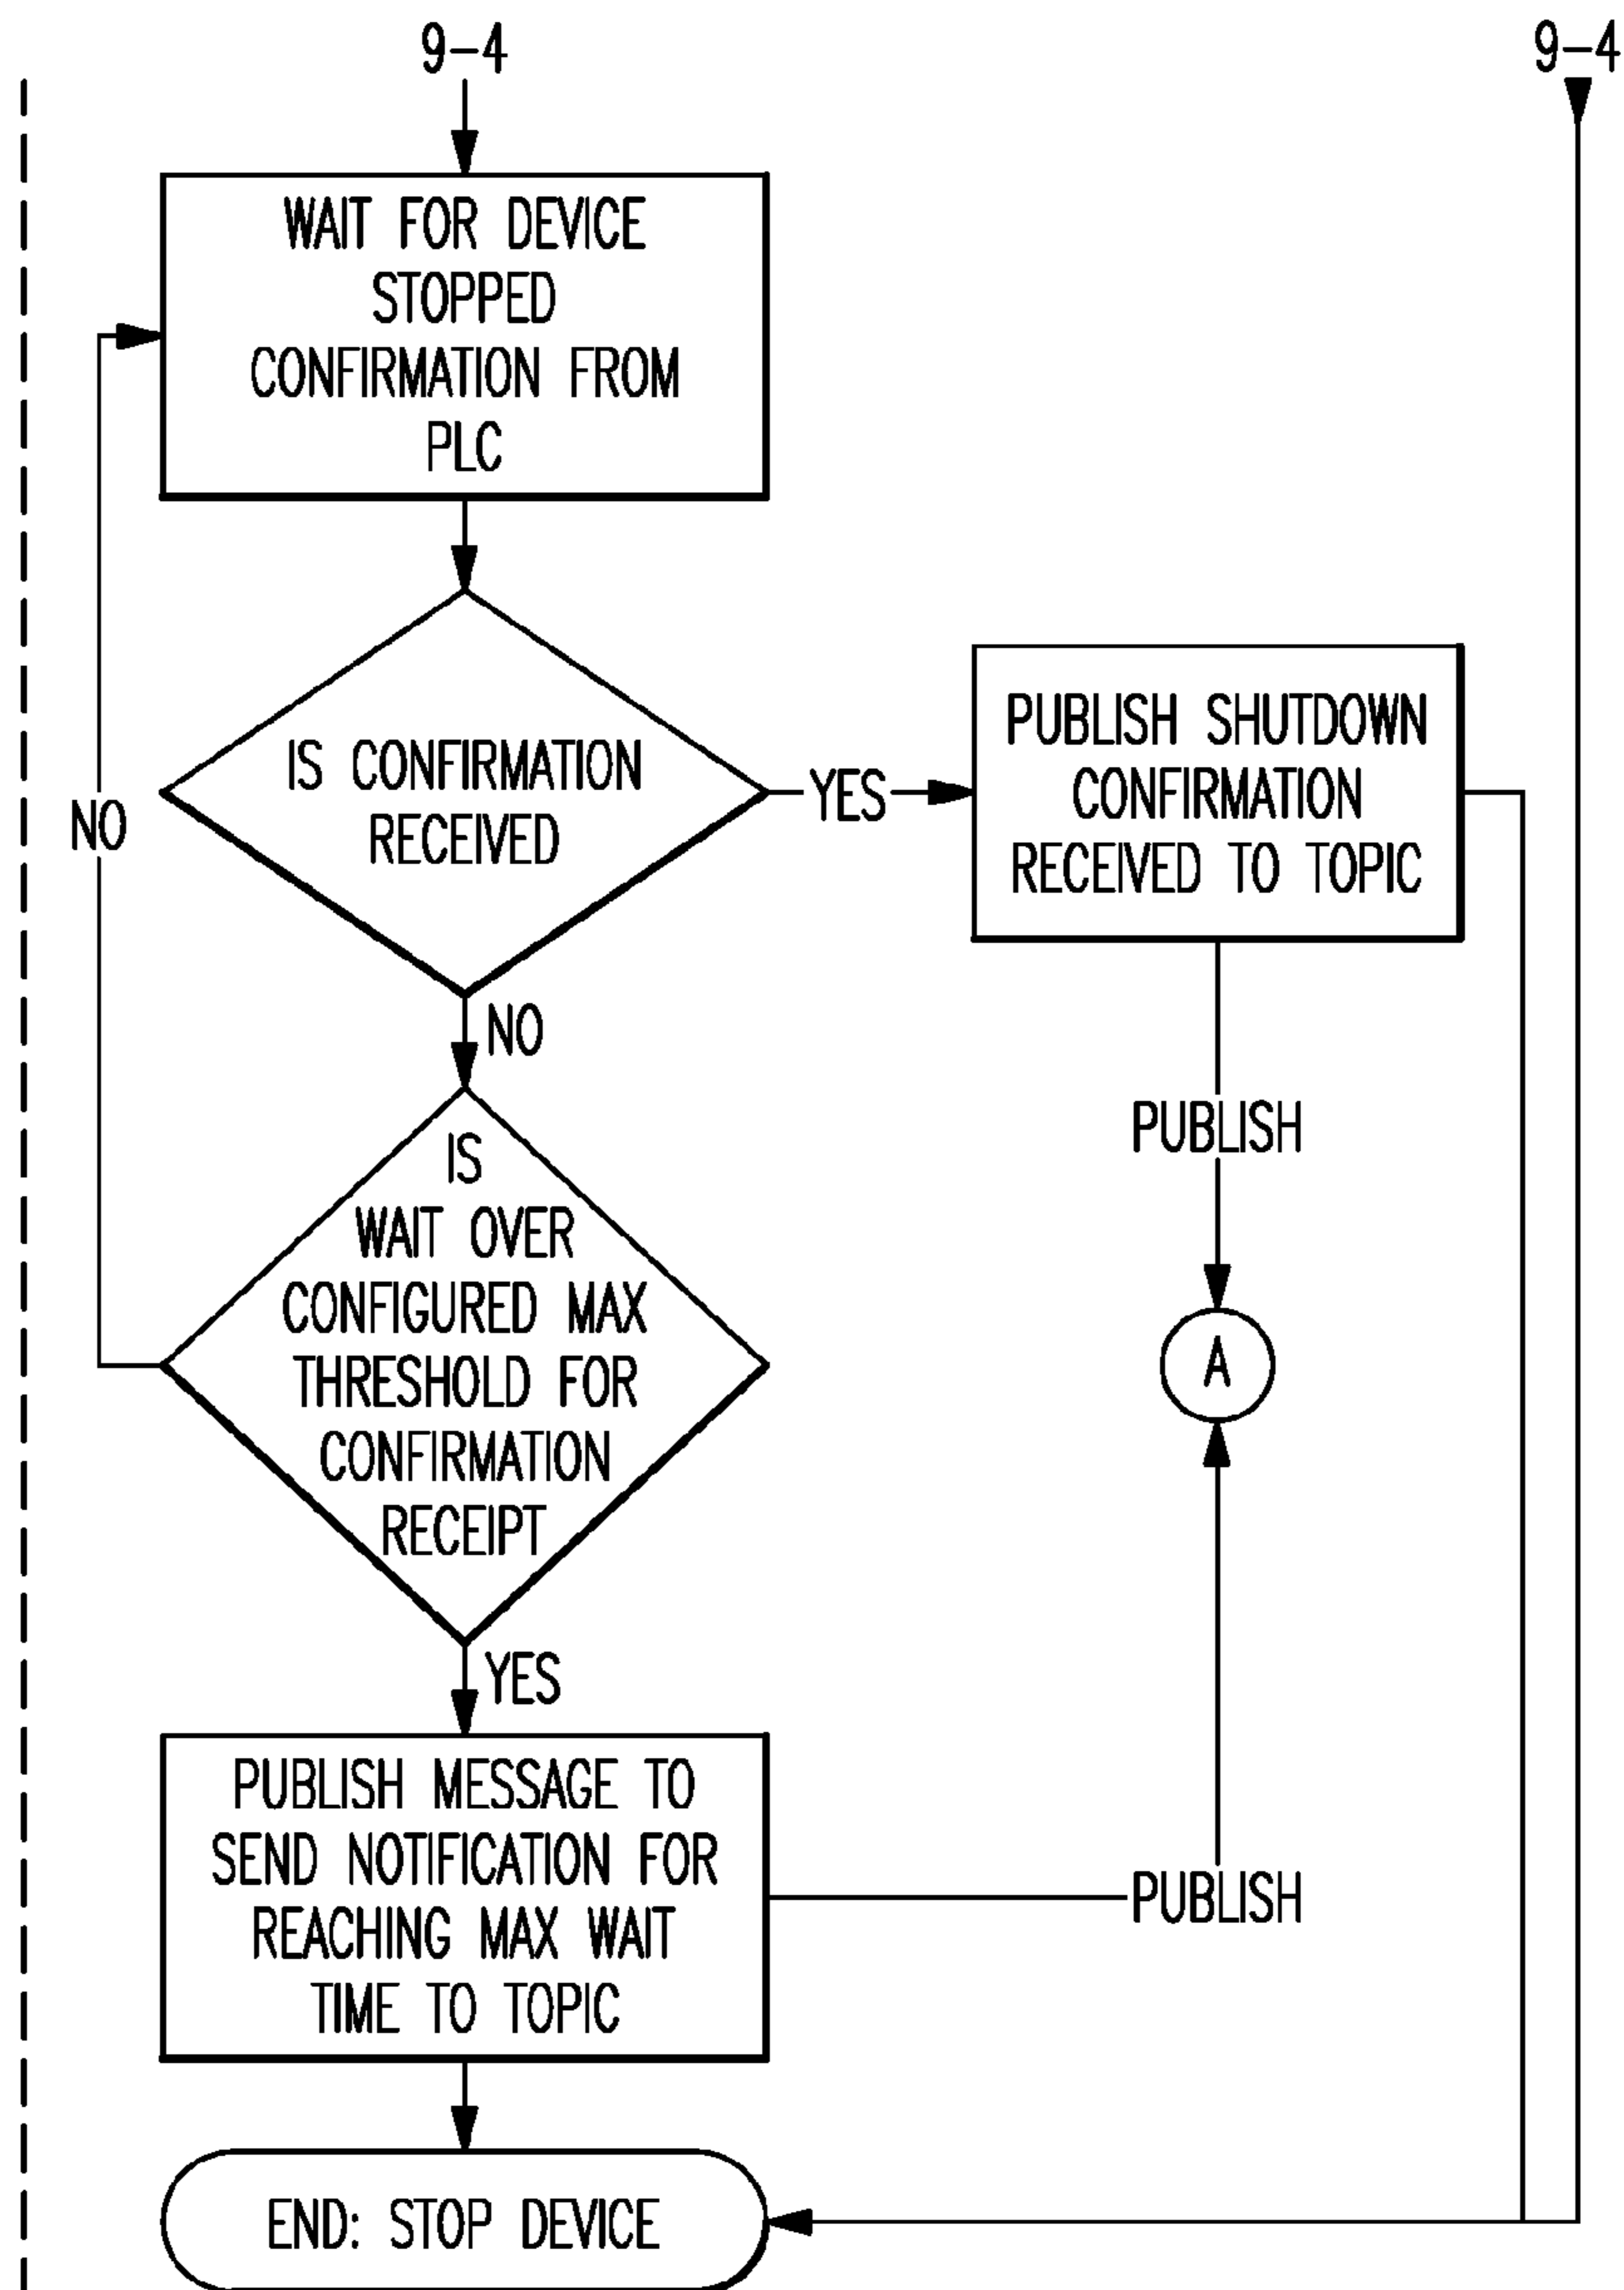 9-4
9-4
WAIT FOR DEVICE
STOPPED
CONFIRMATION FROM
PLC
IS CONFIRMATION
RECEIVED
YES
PUBLISH SHUTDOWN
CONFIRMATION
RECEIVED TO TOPIC
NO
NO
PUBLISH
IS
WAIT OVER
CONFIGURED MAX
THRESHOLD FOR
CONFIRMATION
RECEIPT
A
YES
PUBLISH MESSAGE TO
SEND NOTIFICATION FOR
REACHING MAX WAIT
TIME TO TOPIC
PUBLISH
END: STOP DEVICE